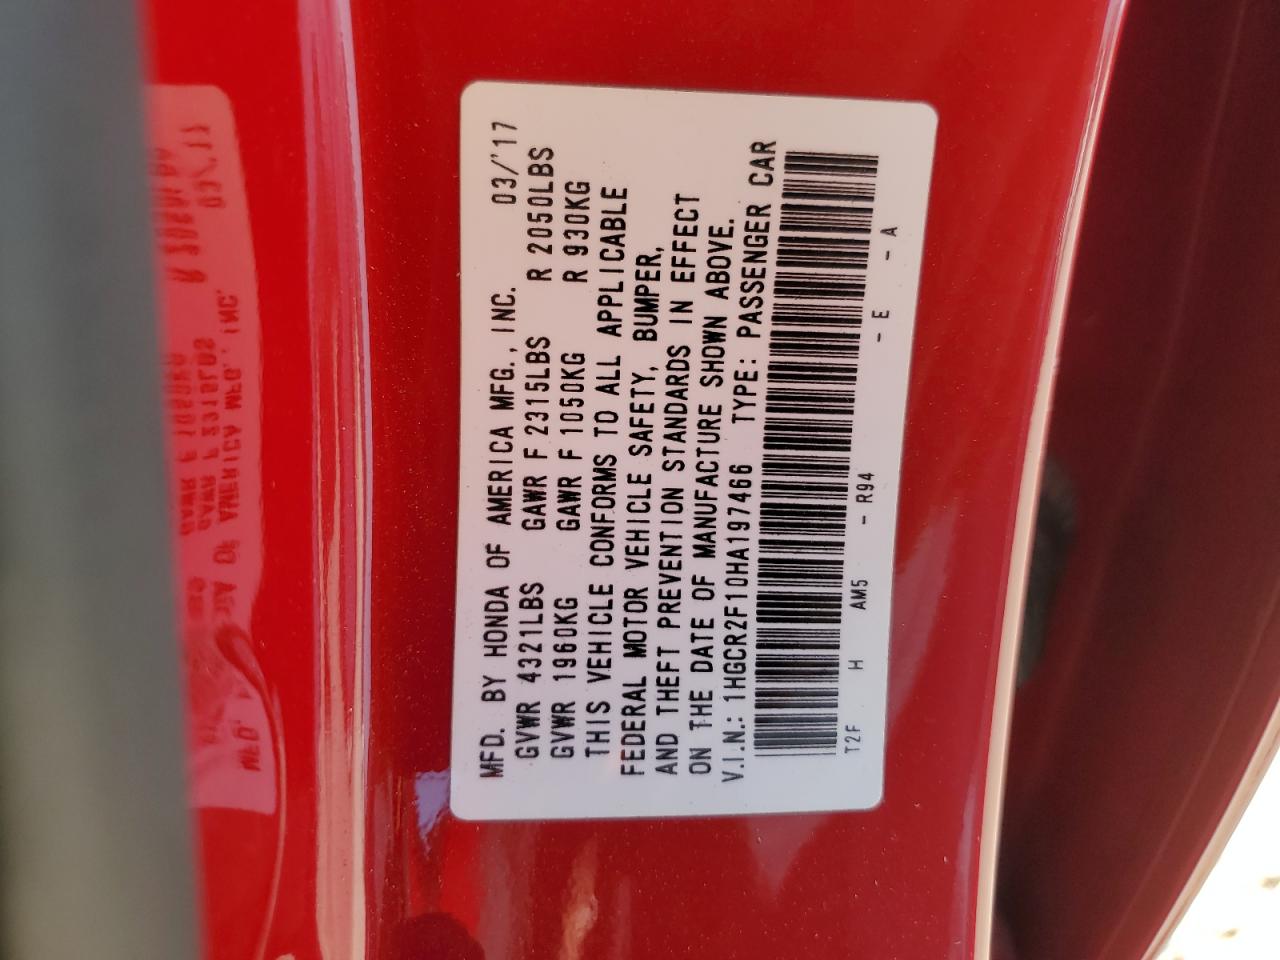 MFD. BY HONDA OF AMERICA MFG., INC. 03/'17
GVWR 4321LBS GAWR F 2315LBS R 2050LBS
GVWR 1960KG GAWR F 1050KG R 930KG
THIS VEHICLE CONFORMS TO ALL APPLICABLE
FEDERAL MOTOR VEHICLE SAFETY, BUMPER,
AND THEFT PREVENTION STANDARDS IN EFFECT
ON THE DATE OF MANUFACTURE SHOWN ABOVE.
V.I.N.: 1HGCR2F10HA197466 TYPE: PASSENGER CAR
T2F H AM5 - R94 - E - A